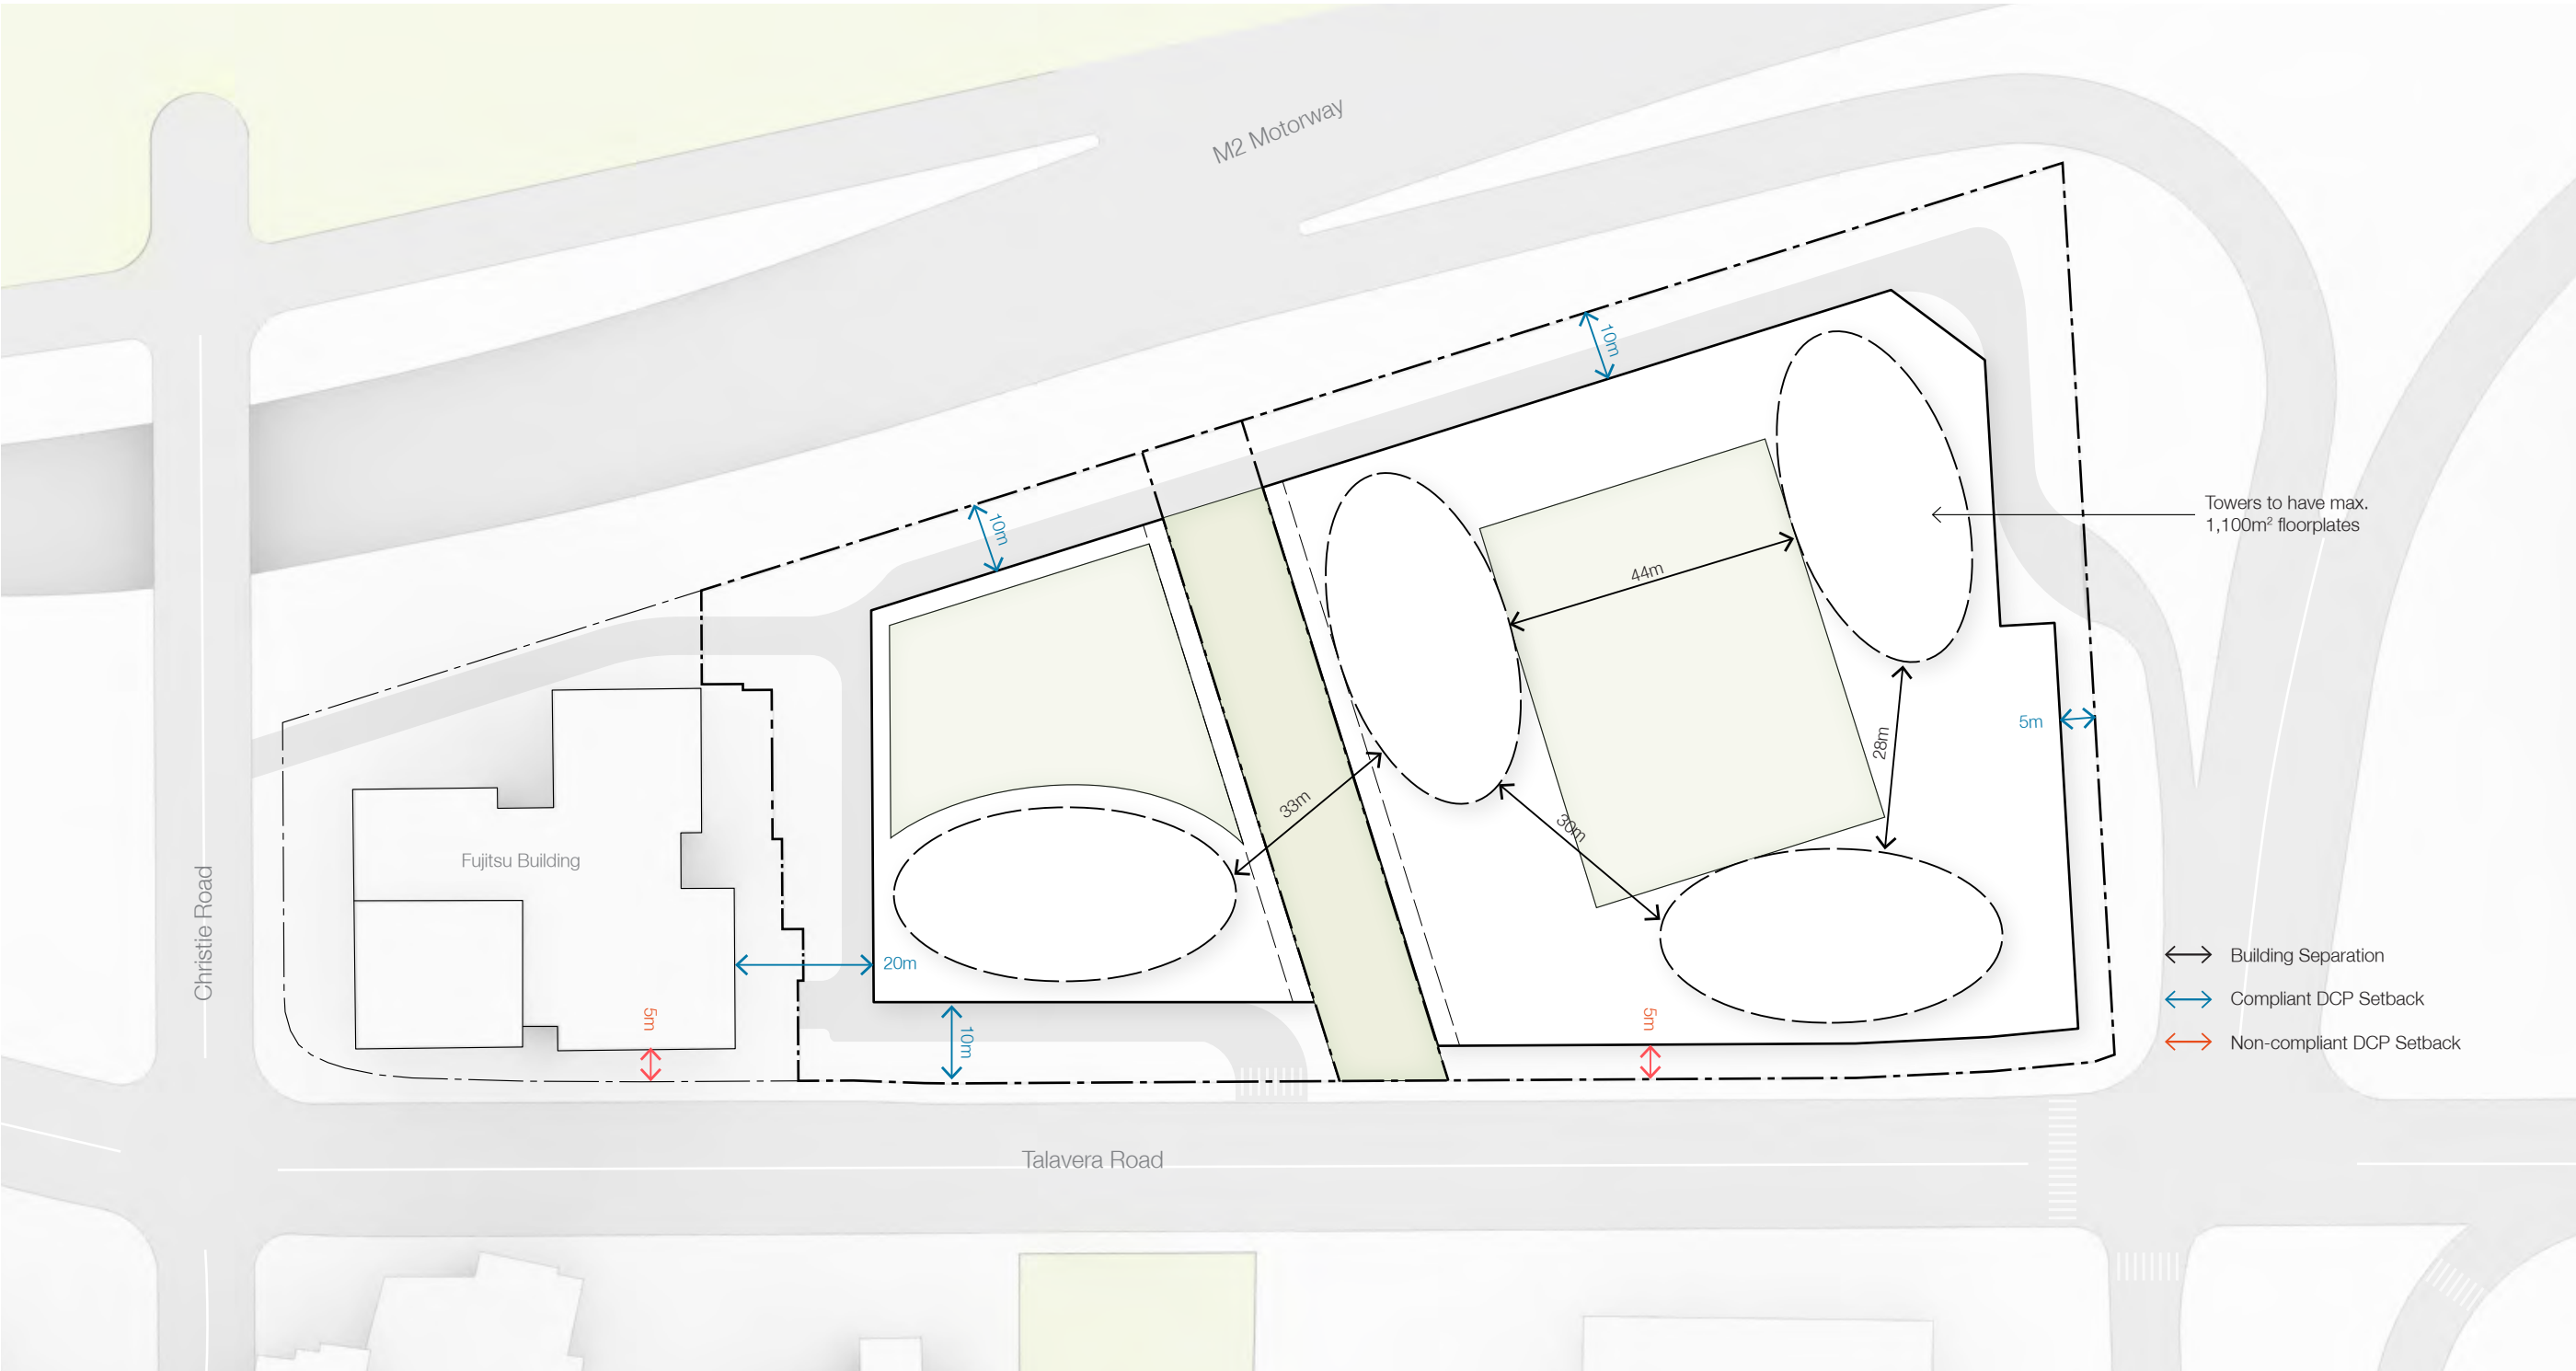 M2 Motorway
10m
10m
Towers to have max.
1,100m² floorplates
44m
5m
28m
33m
30m
Fujitsu Building
Christie Road
20m
5m
10m
5m
Building Separation
Compliant DCP Setback
Non-compliant DCP Setback
Talavera Road